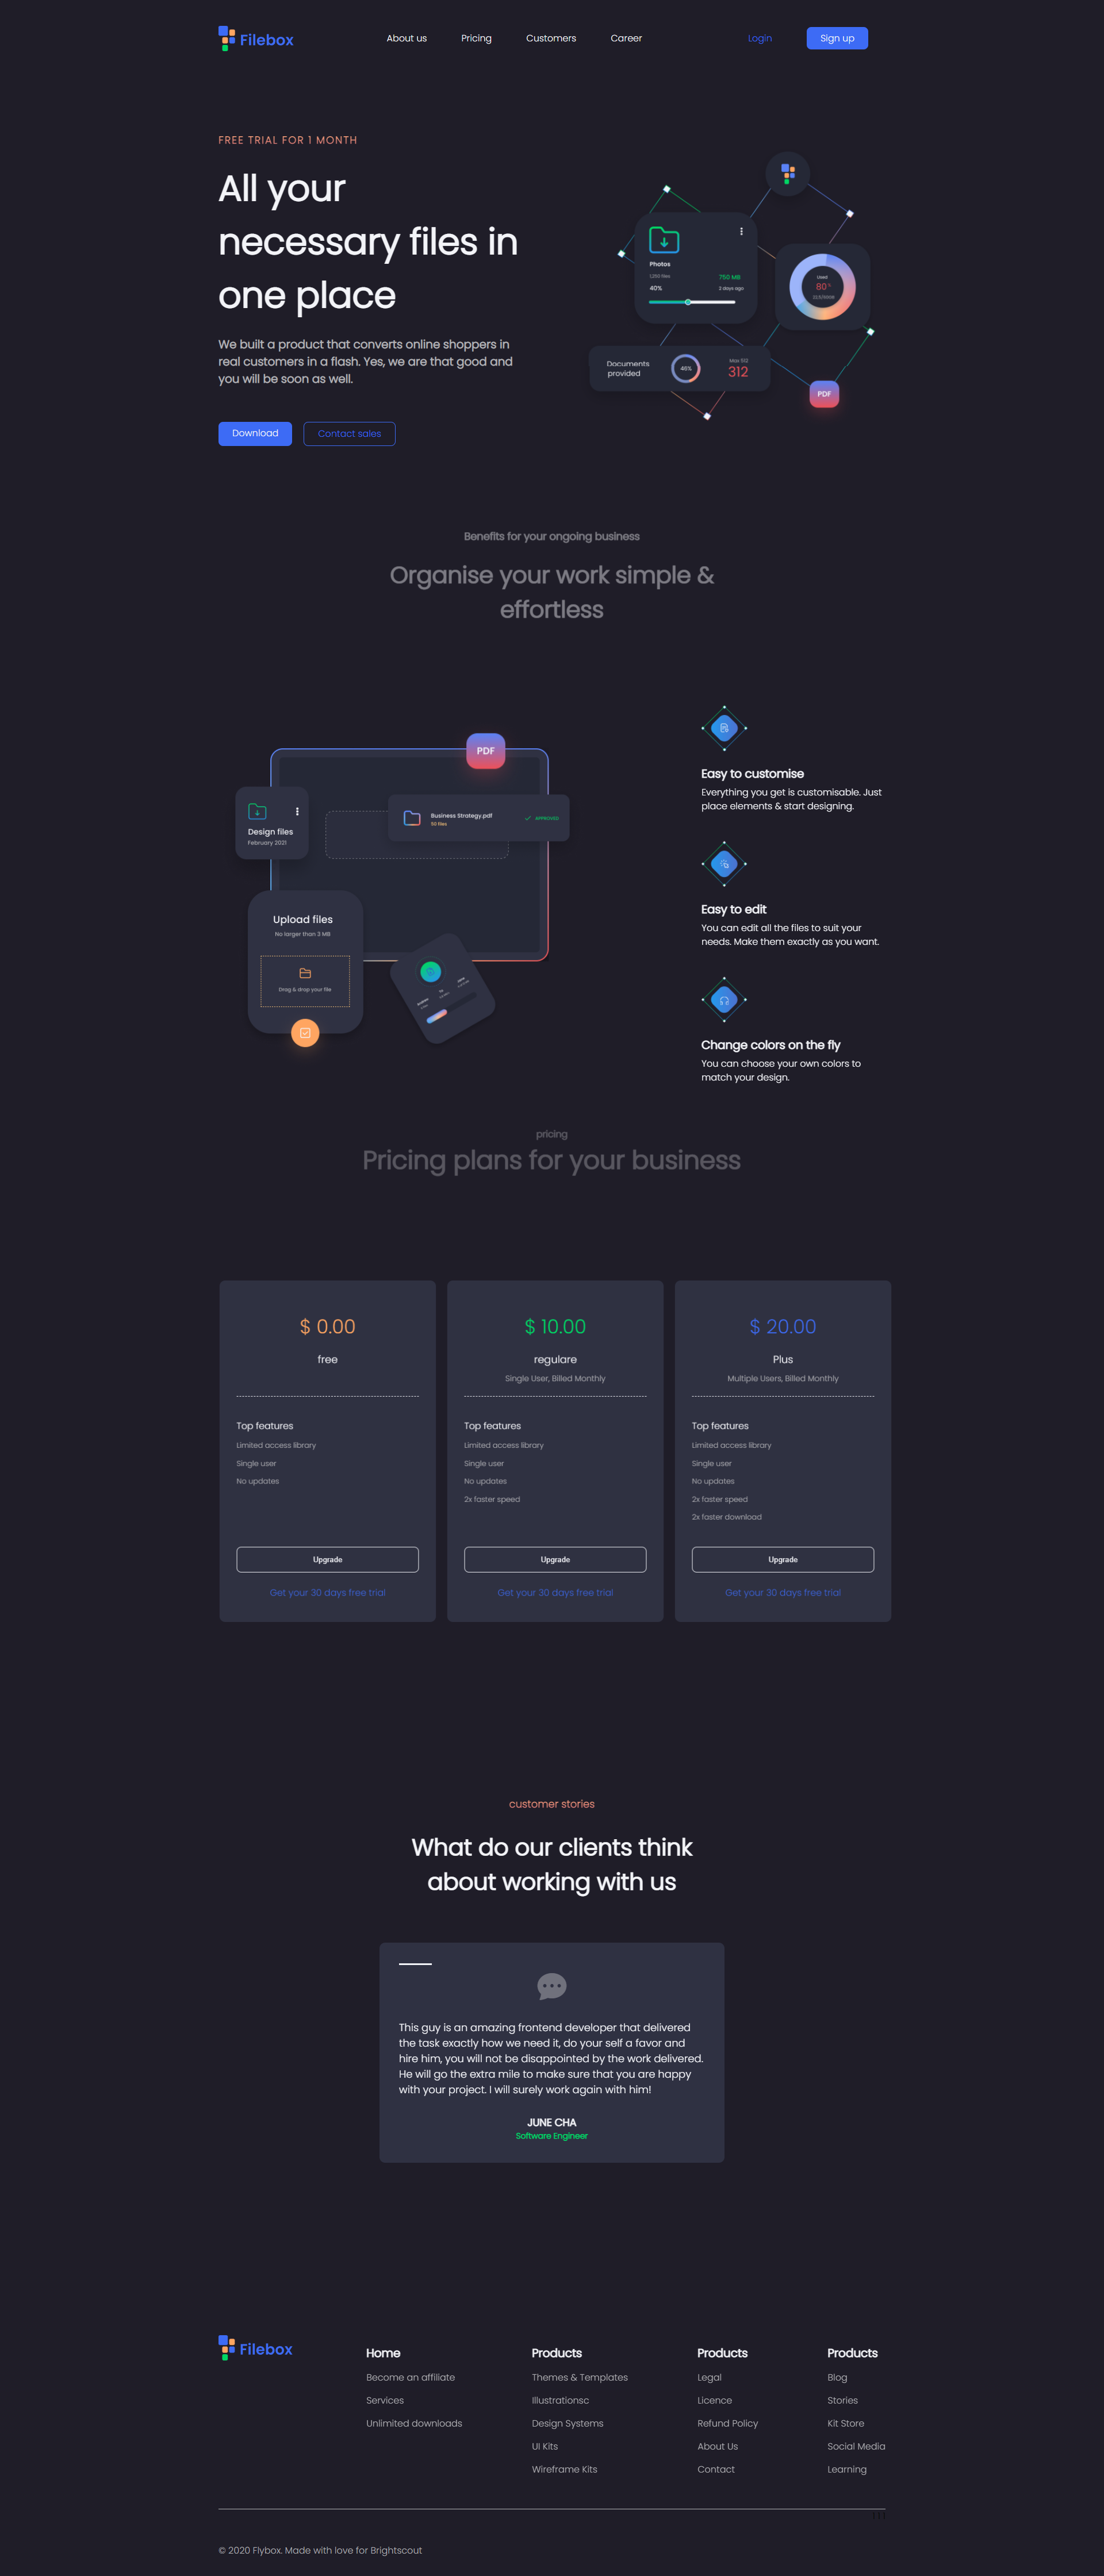 Filebox
About us
Pricing
Customers
Career
Login
Sign up
FREE TRIAL FOR 1 MONTH
All your
necessary files in
one place
We built a product that converts online shoppers in
real customers in a flash. Yes, we are that good and
you will be soon as well.
Download
Contact sales
Photos
1,250 files
750 MB
40%
2 days ago
Used
80 %
Documents
provided
48%
Max 512
312
PDF
Benefits for your ongoing business
Organise your work simple &
effortless
PDF
Design files
February 2021
Business Strategy.pdf
50 files
APPROVED
Upload files
No larger than 3 MB
Drag & drop your file
Easy to customise
Everything you get is customisable. Just
place elements & start designing.
Easy to edit
You can edit all the files to suit your
needs. Make them exactly as you want.
Change colors on the fly
You can choose your own colors to
match your design.
pricing
Pricing plans for your business
$ 0.00
free
Top features
Limited access library
Single user
No updates
Upgrade
Get your 30 days free trial
$ 10.00
regulare
Single User, Billed Monthly
Top features
Limited access library
Single user
No updates
2x faster speed
Upgrade
Get your 30 days free trial
$ 20.00
Plus
Multiple Users, Billed Monthly
Top features
Limited access library
Single user
No updates
2x faster speed
2x faster download
Upgrade
Get your 30 days free trial
customer stories
What do our clients think
about working with us
This guy is an amazing frontend developer that delivered
the task exactly how we need it, do your self a favor and
hire him, you will not be disappointed by the work delivered.
He will go the extra mile to make sure that you are happy
with your project. I will surely work again with him!
JUNE CHA
Software Engineer
Filebox
Home
Become an affiliate
Services
Unlimited downloads
Products
Themes & Templates
Illustrationsc
Design Systems
UI Kits
Wireframe Kits
Products
Legal
Licence
Refund Policy
About Us
Contact
Products
Blog
Stories
Kit Store
Social Media
Learning
© 2020 Flybox. Made with love for Brightscout